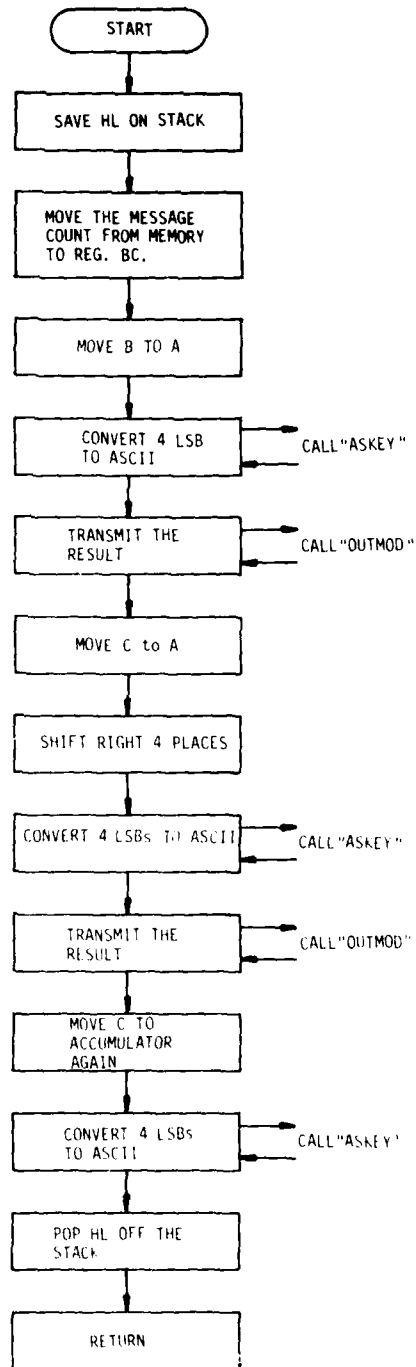 START
SAVE HL ON STACK
MOVE THE MESSAGE
COUNT FROM MEMORY
TO REG. BC.
MOVE B TO A
CONVERT 4 LSB
TO ASCII
CALL"ASKEY"
TRANSMIT THE
RESULT
CALL"OUTMOD"
MOVE C to A
SHIFT RIGHT 4 PLACES
CONVERT 4 LSBs TO ASCII
CALL"ASKEY"
TRANSMIT THE
RESULT
CALL"OUTMOD"
MOVE C TO
ACCUMULATOR
AGAIN
CONVERT 4 LSBs
TO ASCII
CALL"ASKEY"
POP HL OFF THE
STACK
RETURN